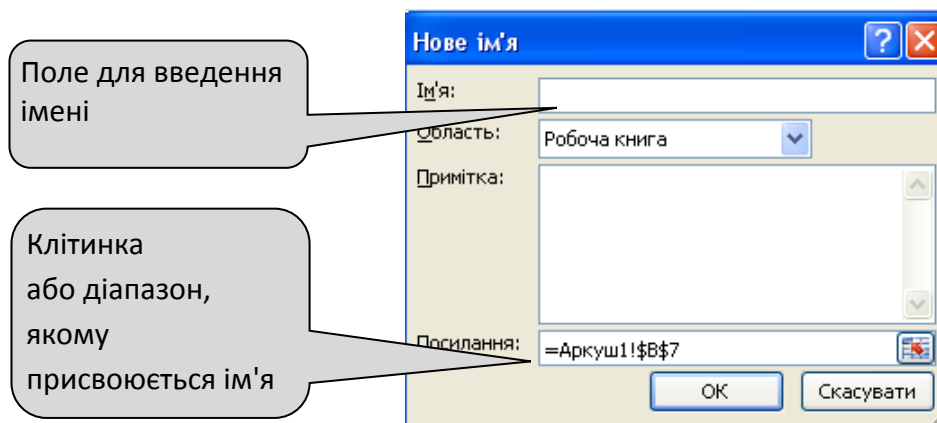 Нове ім'я
Поле для введення
імені
Ім'я:
Область:
Робоча книга
Примітка:
Клітинка
або діапазон,
якому
присвоюється ім'я
Посилання:
=Аркуш1!$B$7
ОК
Скасувати